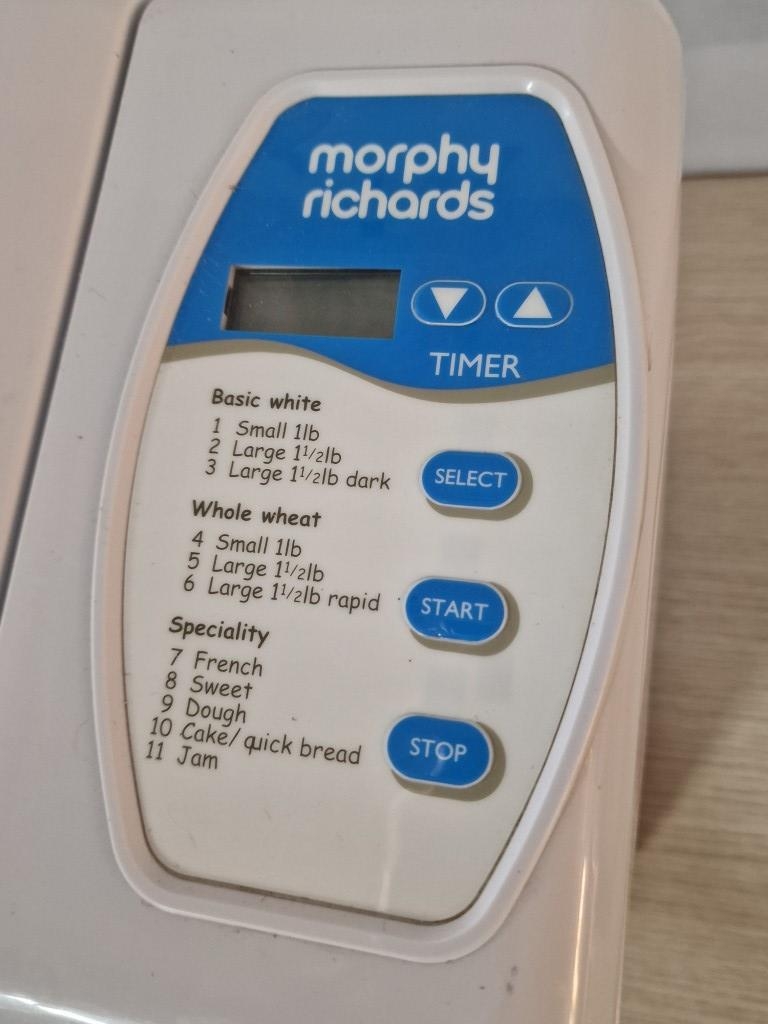 morphy
richards
TIMER
Basic white
1 Small 1lb
2 Large 1½lb
3 Large 1½lb dark
SELECT
Whole wheat
4 Small 1lb
5 Large 1½lb
6 Large 1½lb rapid
START
Speciality
7 French
8 Sweet
9 Dough
10 Cake/quick bread
11 Jam
STOP